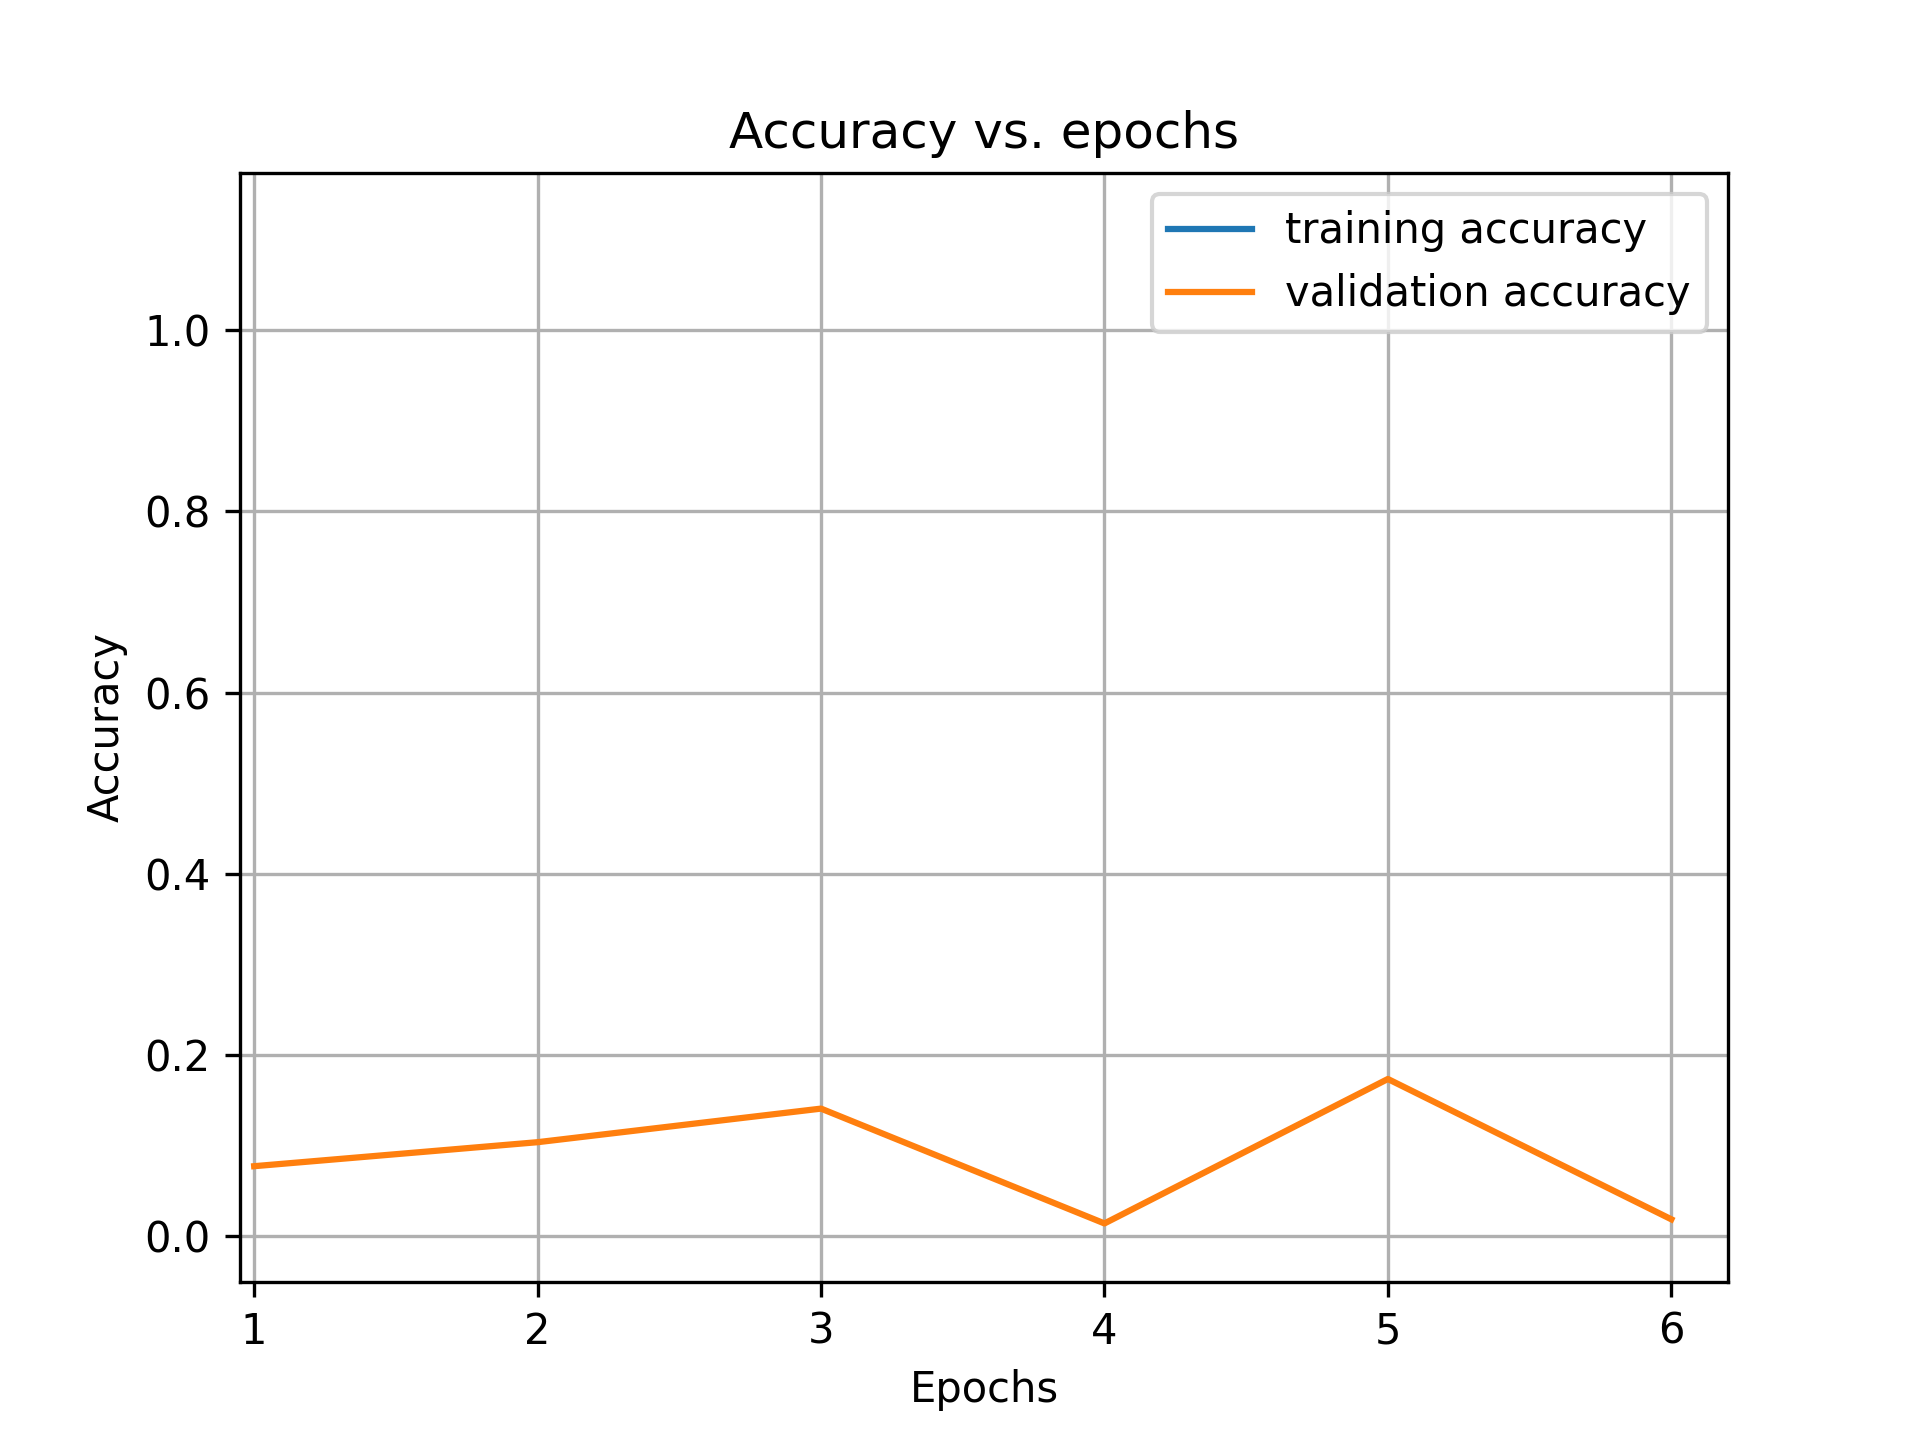 Accuracy vs. epochs
training accuracy
validation accuracy
Accuracy
1.0
0.8
0.6
0.4
0.2
0.0
1 2 3 4 5 6
Epochs